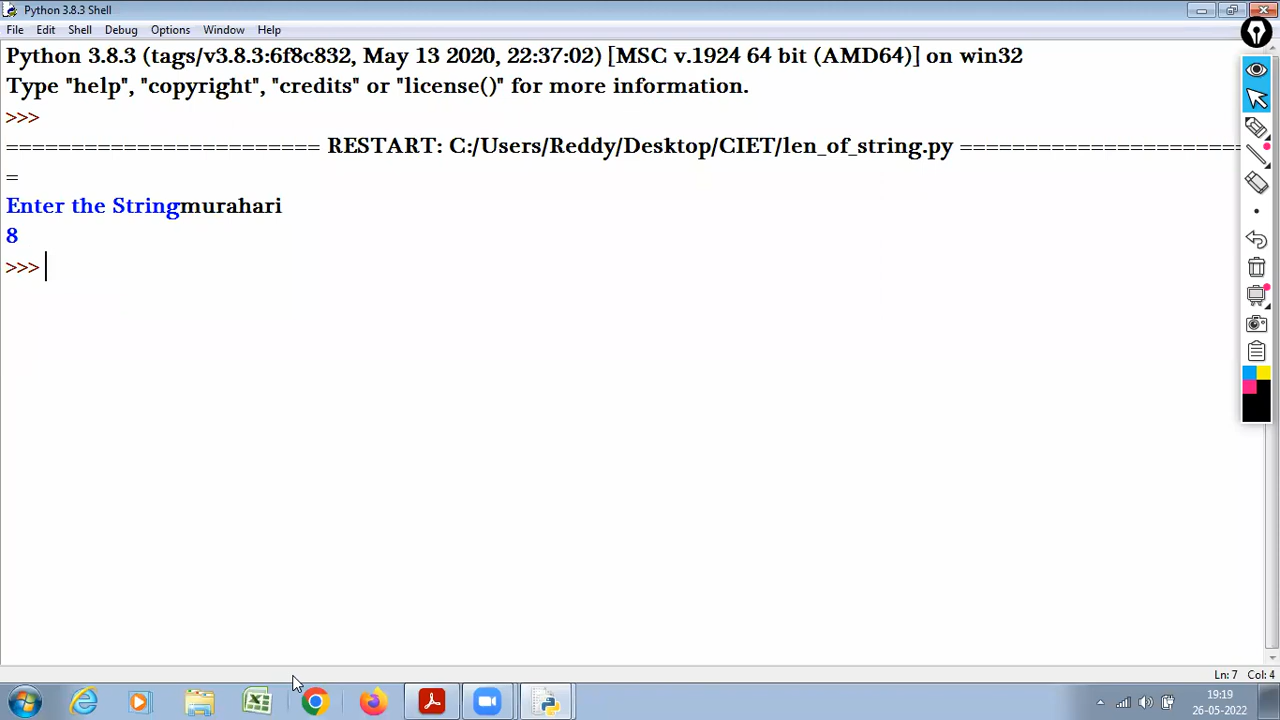 Python 3.8.3 Shell
File Edit Shell Debug Options Window Help
Python 3.8.3 (tags/v3.8.3:6f8c832, May 13 2020, 22:37:02) [MSC v.1924 64 bit (AMD64)] on win32
Type "help", "copyright", "credits" or "license()" for more information.
>>>
======================== RESTART: C:/Users/Reddy/Desktop/CIET/len_of_string.py ======================
=
Enter the Stringmurahari
8
>>>
Ln: 7 Col: 4
19:19
26-05-2022